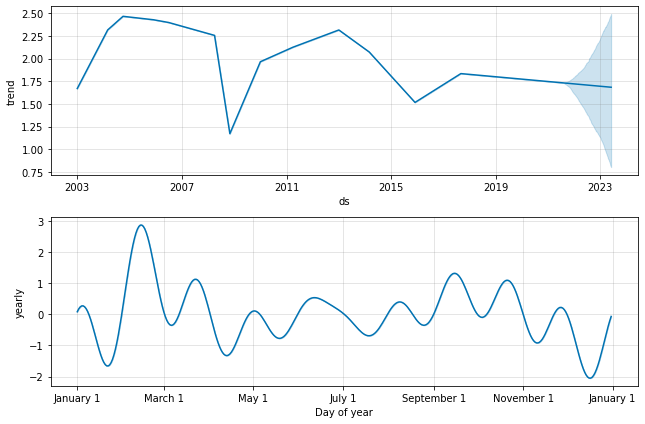 2.50
2.25
2.00
1.75
1.50
1.25
1.00
0.75
trend
2003 2007 2011 2015 2019 2023
ds
3
2
1
0
−1
−2
yearly
January 1 March 1 May 1 July 1 September 1 November 1 January 1
Day of year